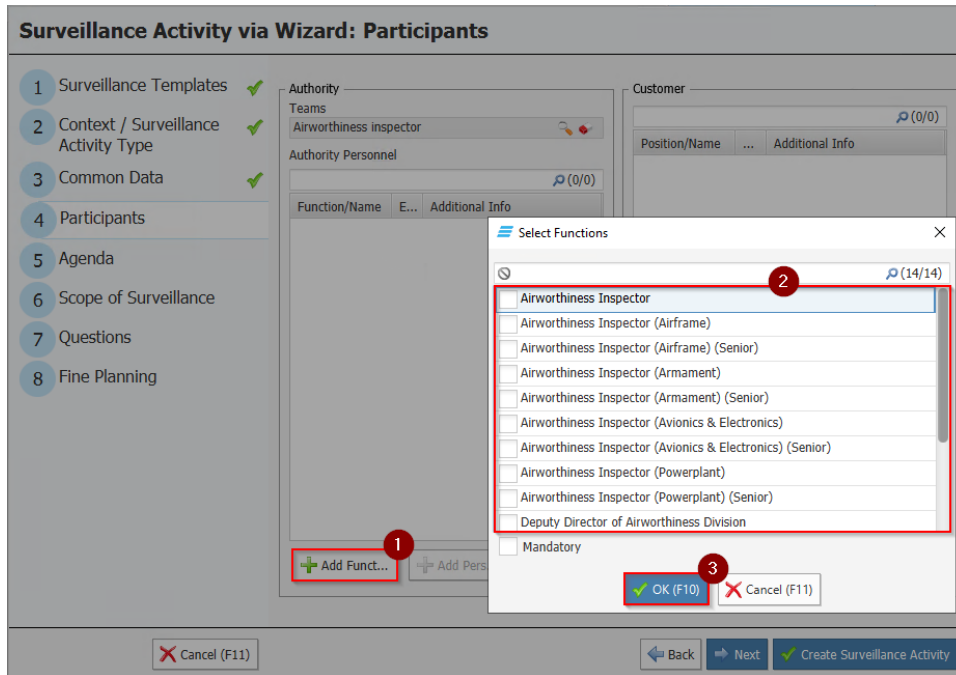 Surveillance Activity via Wizard: Participants
1 Surveillance Templates
2 Context / Surveillance
Activity Type
3 Common Data
4 Participants
5 Agenda
6 Scope of Surveillance
7 Questions
8 Fine Planning
Authority
Teams
Airworthiness inspector
Authority Personnel
(0/0)
Function/Name E... Additional Info
Customer
(0/0)
Position/Name ... Additional Info
Select Functions
(14/14)
2
Airworthiness Inspector
Airworthiness Inspector (Airframe)
Airworthiness Inspector (Airframe) (Senior)
Airworthiness Inspector (Armament)
Airworthiness Inspector (Armament) (Senior)
Airworthiness Inspector (Avionics & Electronics)
Airworthiness Inspector (Avionics & Electronics) (Senior)
Airworthiness Inspector (Powerplant)
Airworthiness Inspector (Powerplant) (Senior)
Deputy Director of Airworthiness Division
Mandatory
1
Add Funct...
Add Pers
3
OK (F10)
Cancel (F11)
Cancel (F11)
Back
Next
Create Surveillance Activity